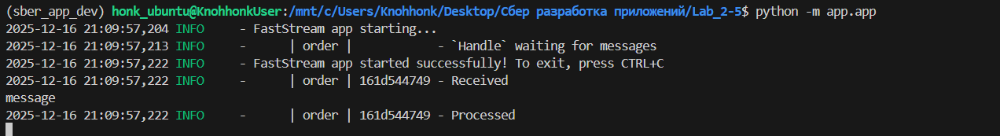 (sber_app_dev) honk_ubuntu@KnohhonkUser:/mnt/c/Users/Knohhonk/Desktop/Сбер разработка приложений/Lab_2-5$ python -m app.app
2025-12-16 21:09:57,204 INFO     - FastStream app starting...
2025-12-16 21:09:57,213 INFO     -      | order |            - `Handle` waiting for messages
2025-12-16 21:09:57,222 INFO     - FastStream app started successfully! To exit, press CTRL+C
2025-12-16 21:09:57,222 INFO     -      | order | 161d544749 - Received
message
2025-12-16 21:09:57,222 INFO     -      | order | 161d544749 - Processed